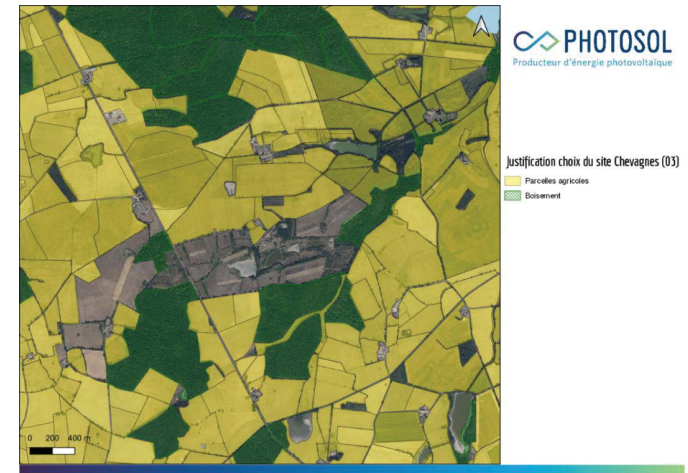 PHOTOSOL
Producteur d'énergie photovoltaïque
Justification choix du site Chevagnes (03)
Parcelles agricoles
Boisement
0 200 400 m